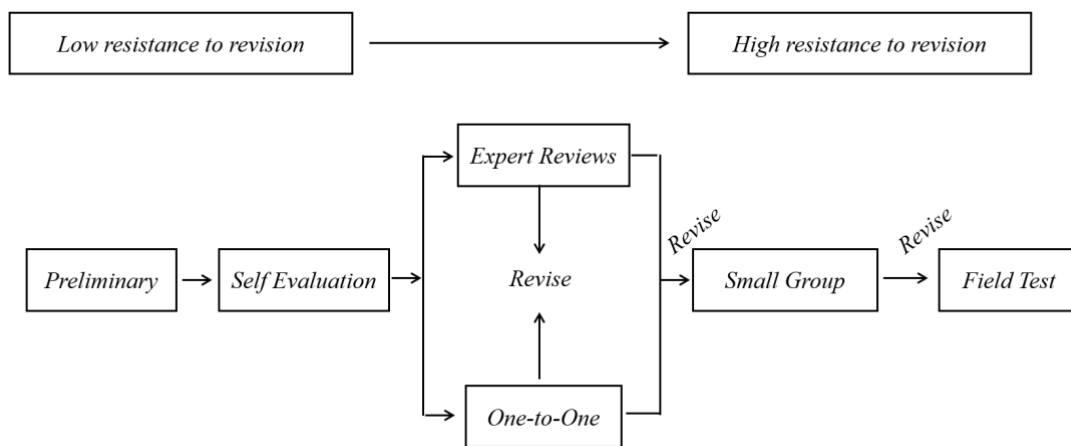 Low resistance to revision
High resistance to revision
Expert Reviews
Revise
Revise
Preliminary
Self Evaluation
Revise
Small Group
Field Test
One-to-One